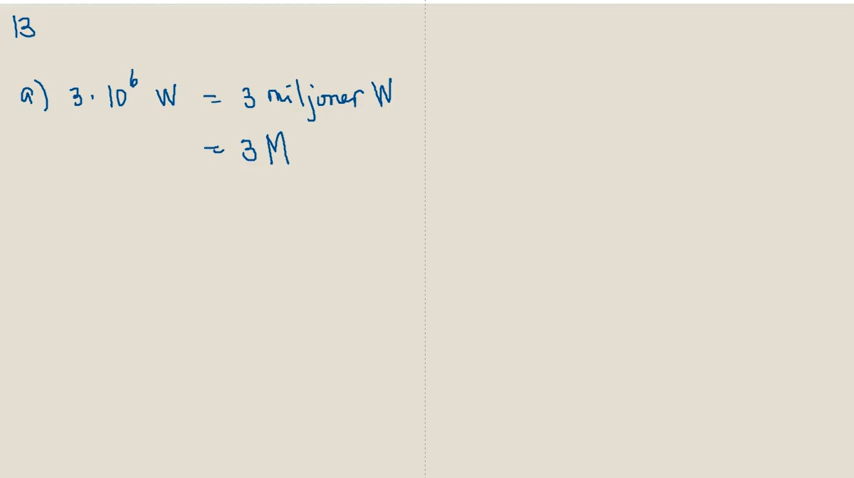 13
a) 3 · 10⁶ W = 3 miljoner W
= 3 M